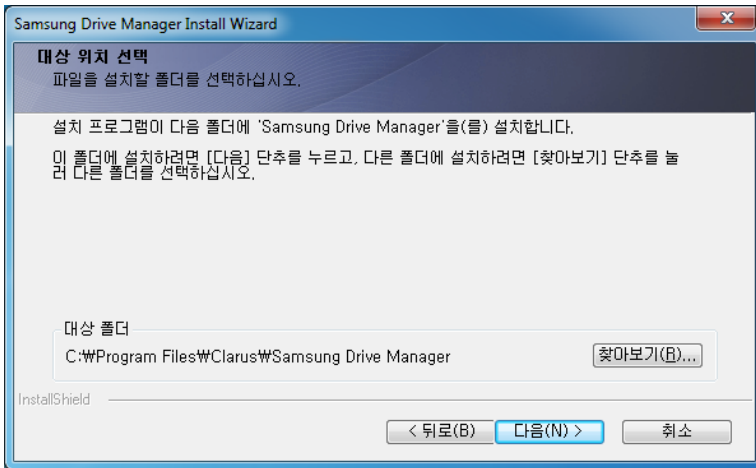 Samsung Drive Manager Install Wizard
대상 위치 선택
파일을 설치할 폴더를 선택하십시오.
설치 프로그램이 다음 폴더에 'Samsung Drive Manager'을(를) 설치합니다.
이 폴더에 설치하려면 [다음] 단추를 누르고, 다른 폴더에 설치하려면 [찾아보기] 단추를 눌
러 다른 폴더를 선택하십시오.
대상 폴더
C:₩Program Files₩Clarus₩Samsung Drive Manager
찾아보기(R)...
InstallShield
< 뒤로(B)
다음(N) >
취소